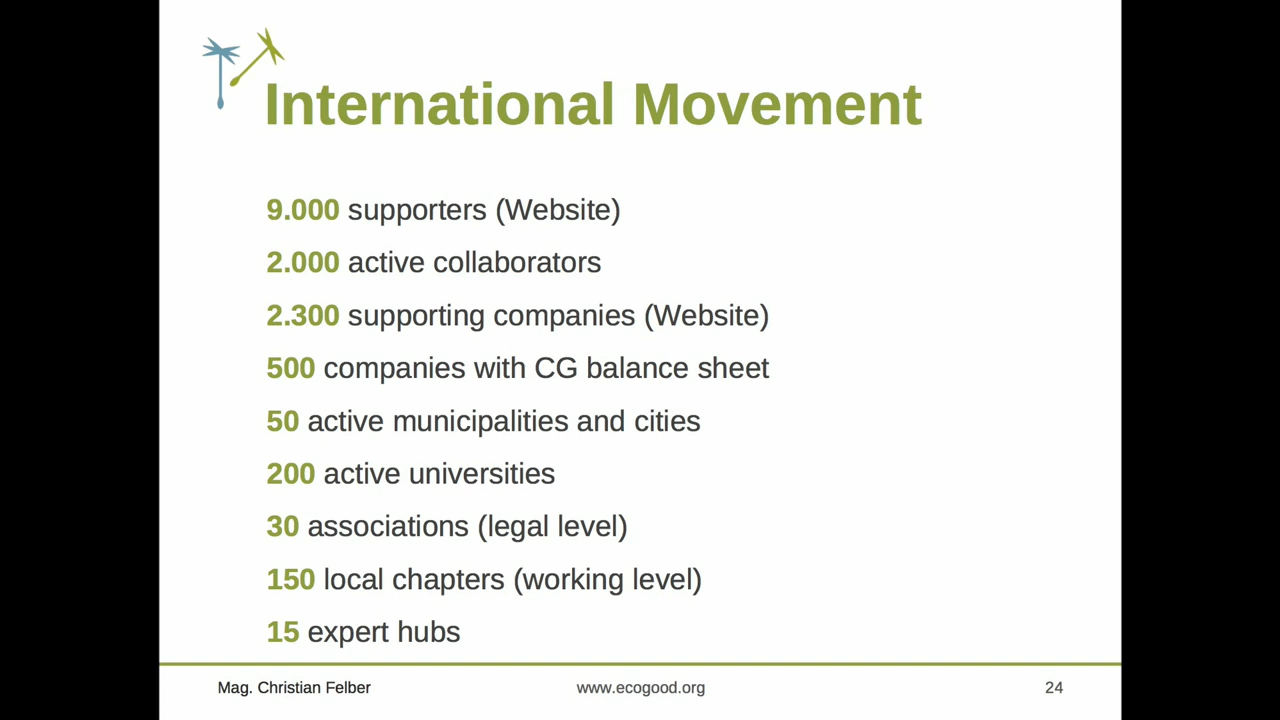 International Movement
9.000 supporters (Website)
2.000 active collaborators
2.300 supporting companies (Website)
500 companies with CG balance sheet
50 active municipalities and cities
200 active universities
30 associations (legal level)
150 local chapters (working level)
15 expert hubs
Mag. Christian Felber www.ecogood.org 24